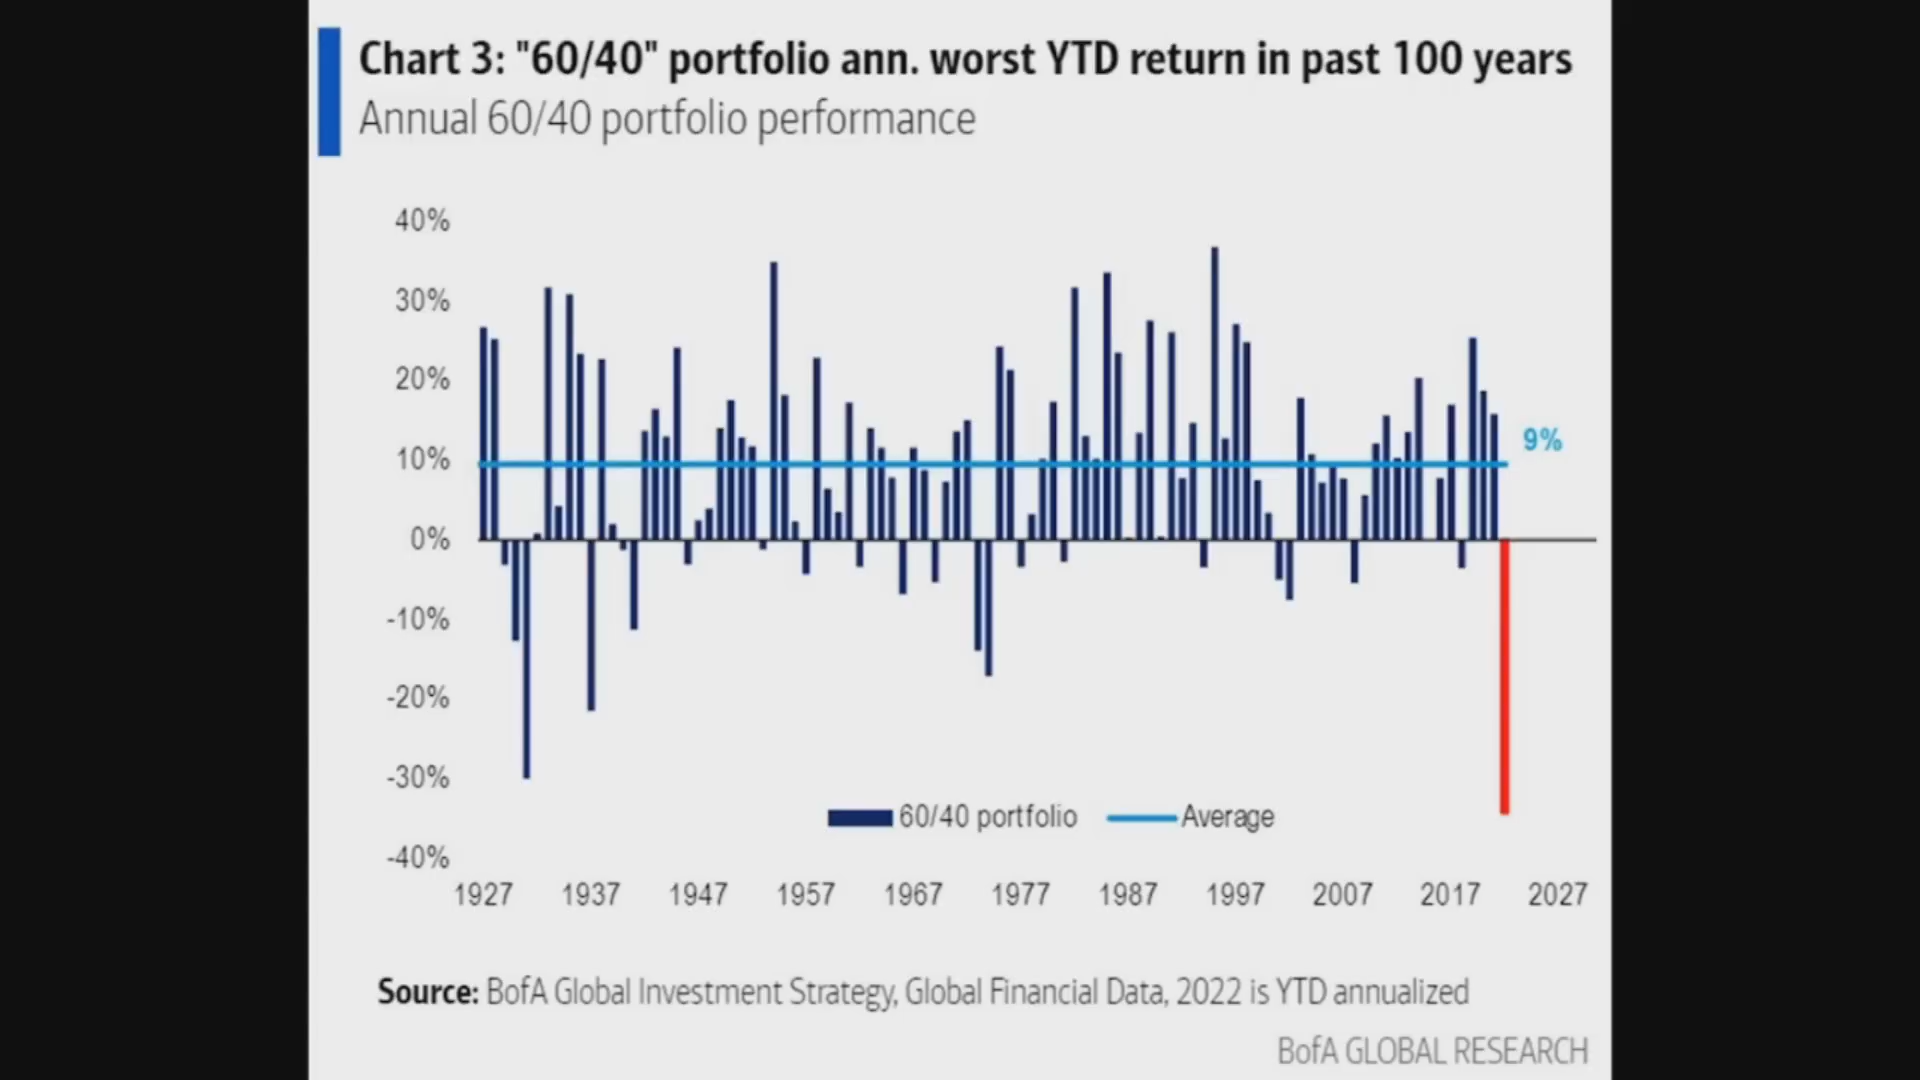 Chart 3: "60/40" portfolio ann. worst YTD return in past 100 years
Annual 60/40 portfolio performance
40%
30%
20%
10%
9%
0%
-10%
-20%
-30%
-40%
60/40 portfolio Average
1927 1937 1947 1957 1967 1977 1987 1997 2007 2017 2027
Source: BofA Global Investment Strategy, Global Financial Data, 2022 is YTD annualized
BofA GLOBAL RESEARCH